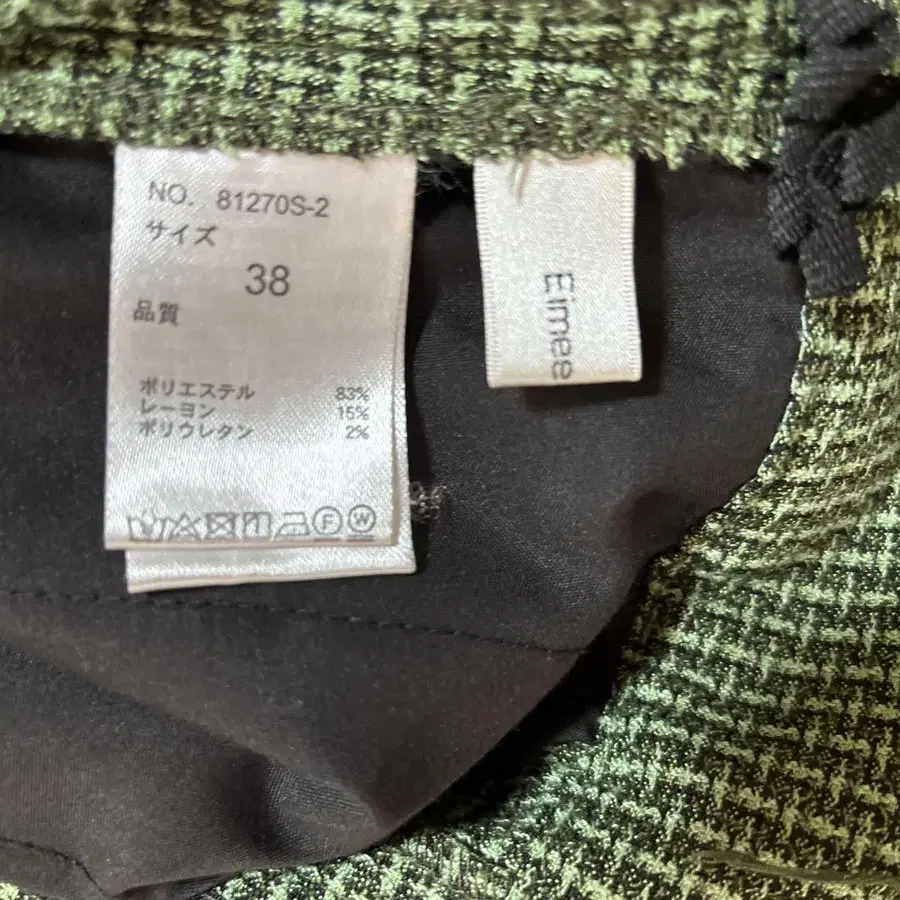 NO. 81270S-2
サイズ
38
品質
ポリエステル 83%
レーヨン 15%
ポリウレタン 2%
F W
Eimee